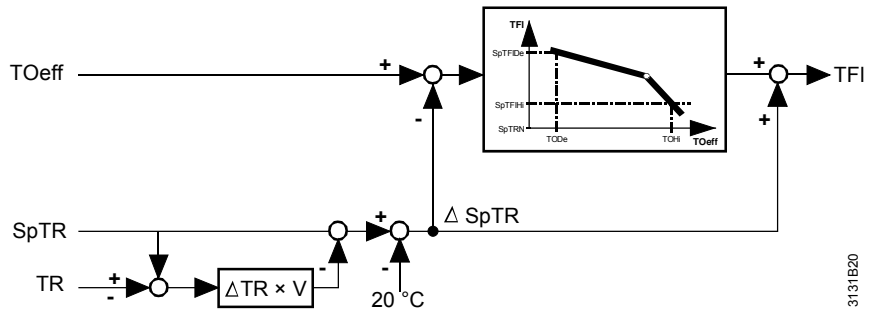 TFI
SpTFIDe
TOeff
+
+
TFI
SpTFIHi
-
+
SpTRN
TODe
TOHi
TOeff
SpTR
+
Δ SpTR
-
-
TR
+
-
ΔTR × V
20 °C
3131B20